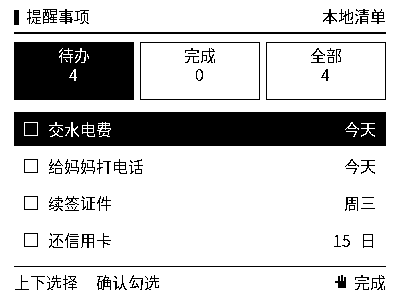 提醒事项 本地清单
待办 完成 全部
4 0 4
交水电费 今天
给妈妈打电话 今天
续签证件 周三
还信用卡 15 日
上下选择 确认勾选 完成